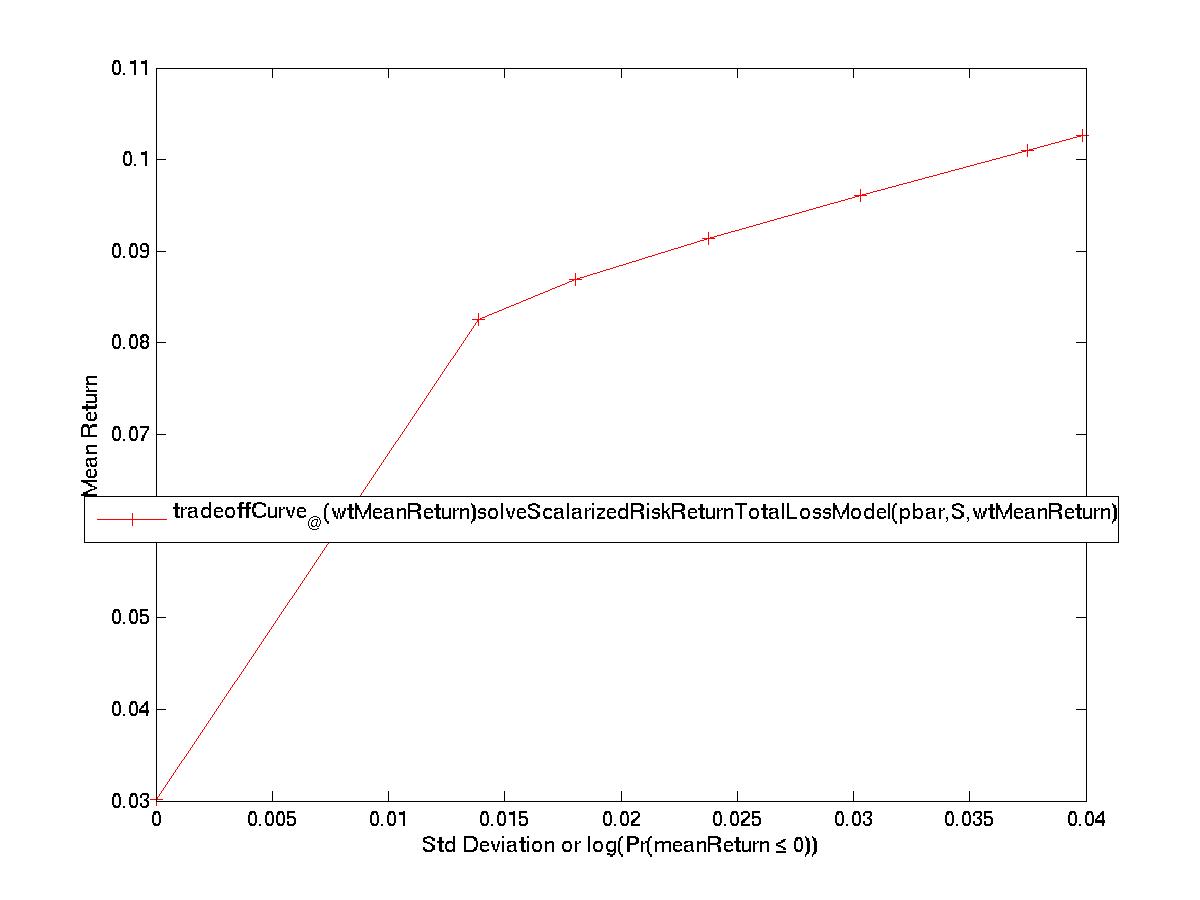 0.11
0.1
0.09
0.08
0.07
0.05
0.04
0.03
Mean Return
tradeoffCurve@(wtMeanReturn)solveScalarizedRiskReturnTotalLossModel(pbar,S,wtMeanReturn)
0 0.005 0.01 0.015 0.02 0.025 0.03 0.035 0.04
Std Deviation or log(Pr(meanReturn ≤ 0))